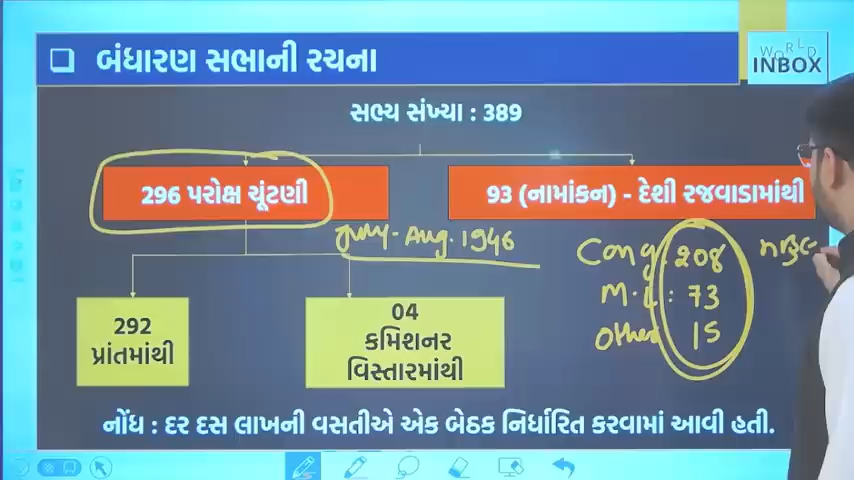 બંધારણ સભાની રચના
WORLD
INBOX
સભ્ય સંખ્યા : 389
296 પરોક્ષ ચૂંટણી
93 (નામાંકન) - દેશી રજવાડામાંથી
July - Aug. 1946
Cong. 208
M.L : 73
Other 15
292
પ્રાંતમાંથી
04
કમિશનર
વિસ્તારમાંથી
નોંધ : દર દસ લાખની વસતીએ એક બેઠક નિર્ધારિત કરવામાં આવી હતી.